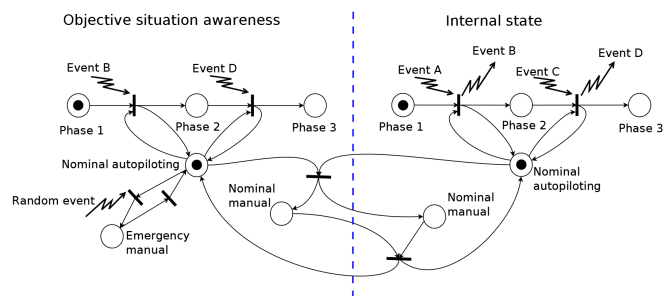 Objective situation awareness
Internal state
Event B
Event D
Event A
Event B
Event C
Event D
Phase 1
Phase 2
Phase 3
Phase 1
Phase 2
Phase 3
Nominal autopiloting
Nominal
autopiloting
Random event
Nominal
manual
Nominal
manual
Emergency
manual